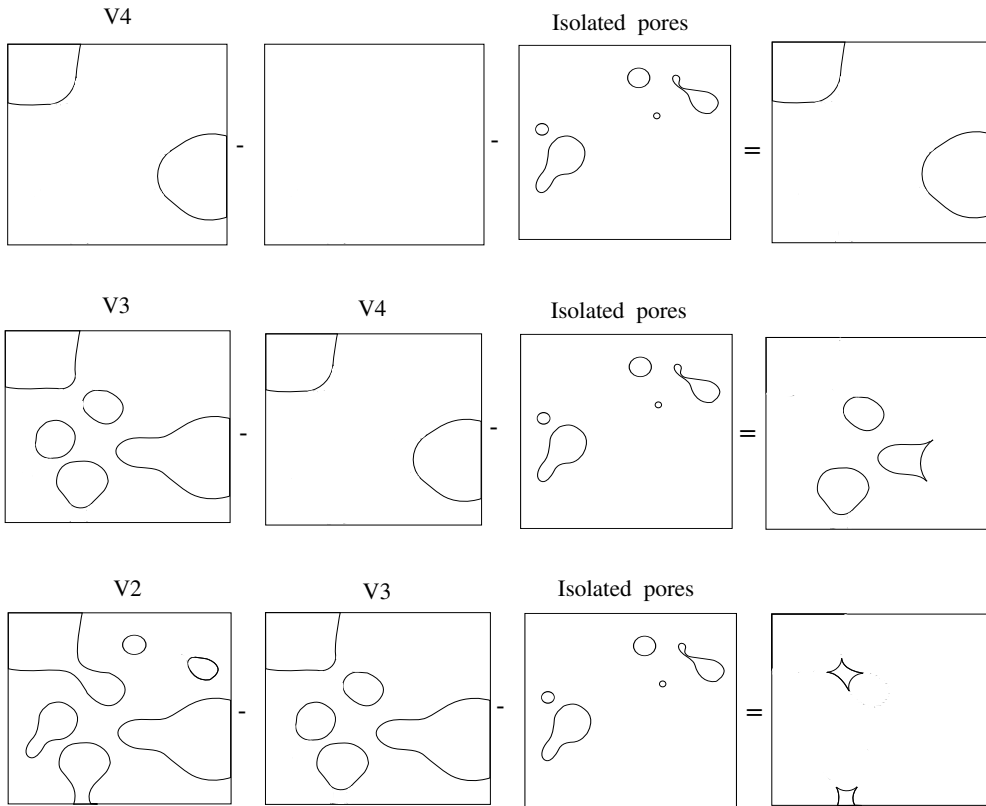 V4 Isolated pores
- - =
V3 V4 Isolated pores
- - =
V2 V3 Isolated pores
- - =